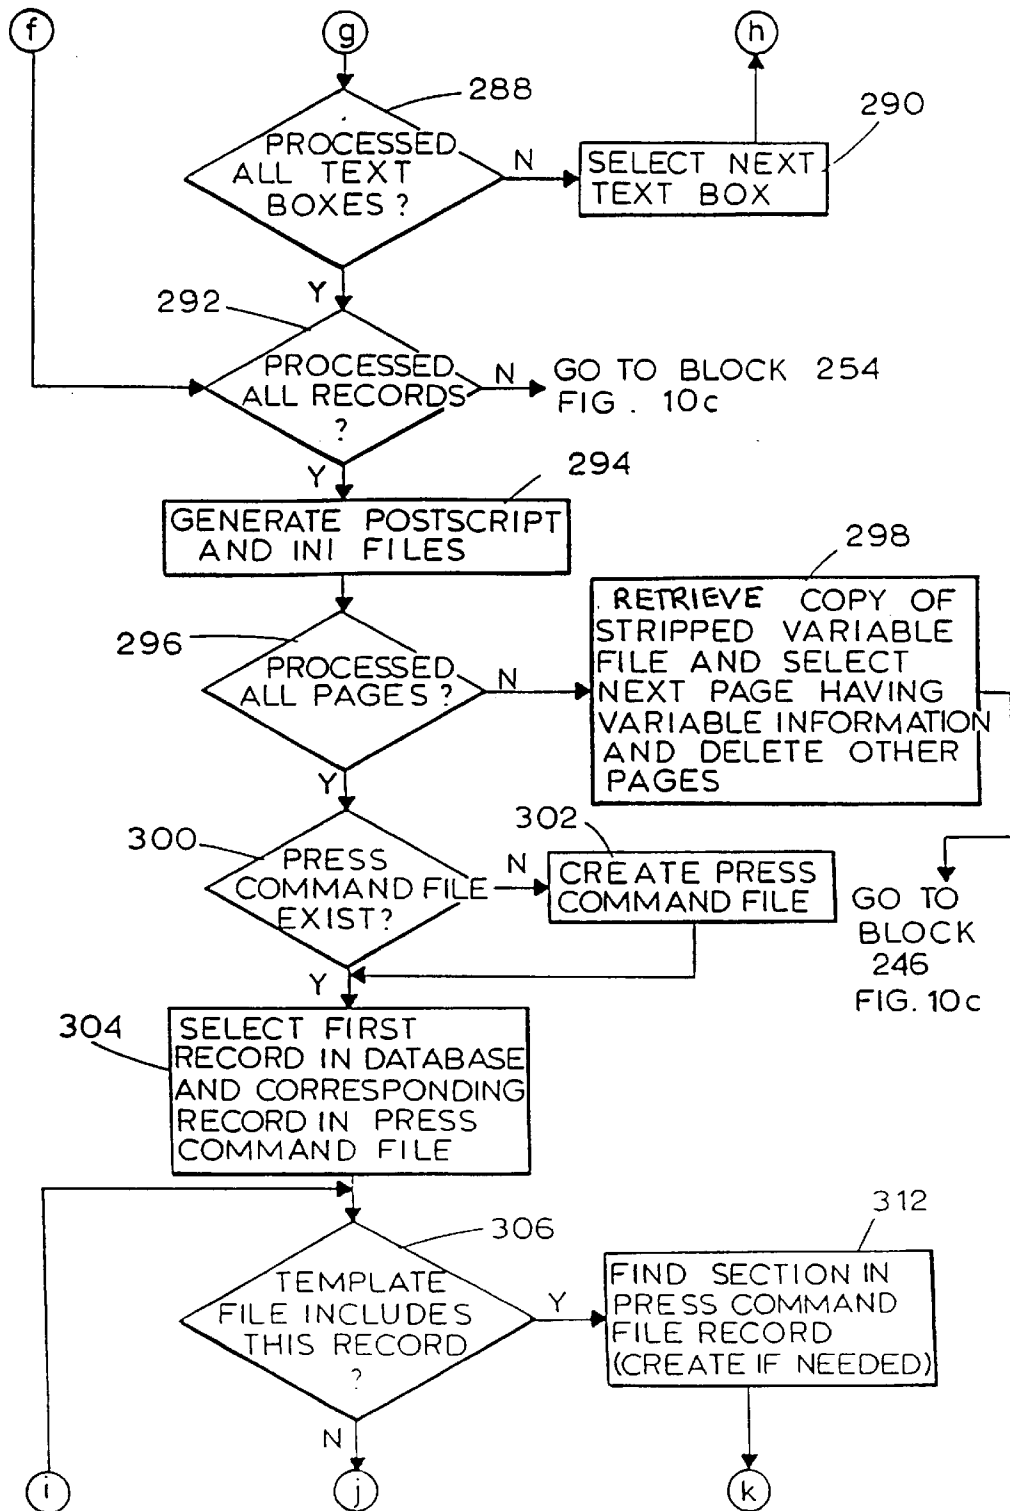 f
g
h
288
PROCESSED
ALL TEXT
BOXES ?
N
290
SELECT NEXT
TEXT BOX
Y
292
PROCESSED
ALL RECORDS
?
N
GO TO BLOCK 254
FIG. 10c
Y
294
GENERATE POSTSCRIPT
AND INI FILES
296
PROCESSED
ALL PAGES ?
N
298
RETRIEVE COPY OF
STRIPPED VARIABLE
FILE AND SELECT
NEXT PAGE HAVING
VARIABLE INFORMATION
AND DELETE OTHER
PAGES
Y
GO TO
BLOCK
246
FIG. 10c
300
PRESS
COMMAND FILE
EXIST?
N
302
CREATE PRESS
COMMAND FILE
Y
304
SELECT FIRST
RECORD IN DATABASE
AND CORRESPONDING
RECORD IN PRESS
COMMAND FILE
306
TEMPLATE
FILE INCLUDES
THIS RECORD
?
Y
312
FIND SECTION IN
PRESS COMMAND
FILE RECORD
(CREATE IF NEEDED)
N
i
j
k